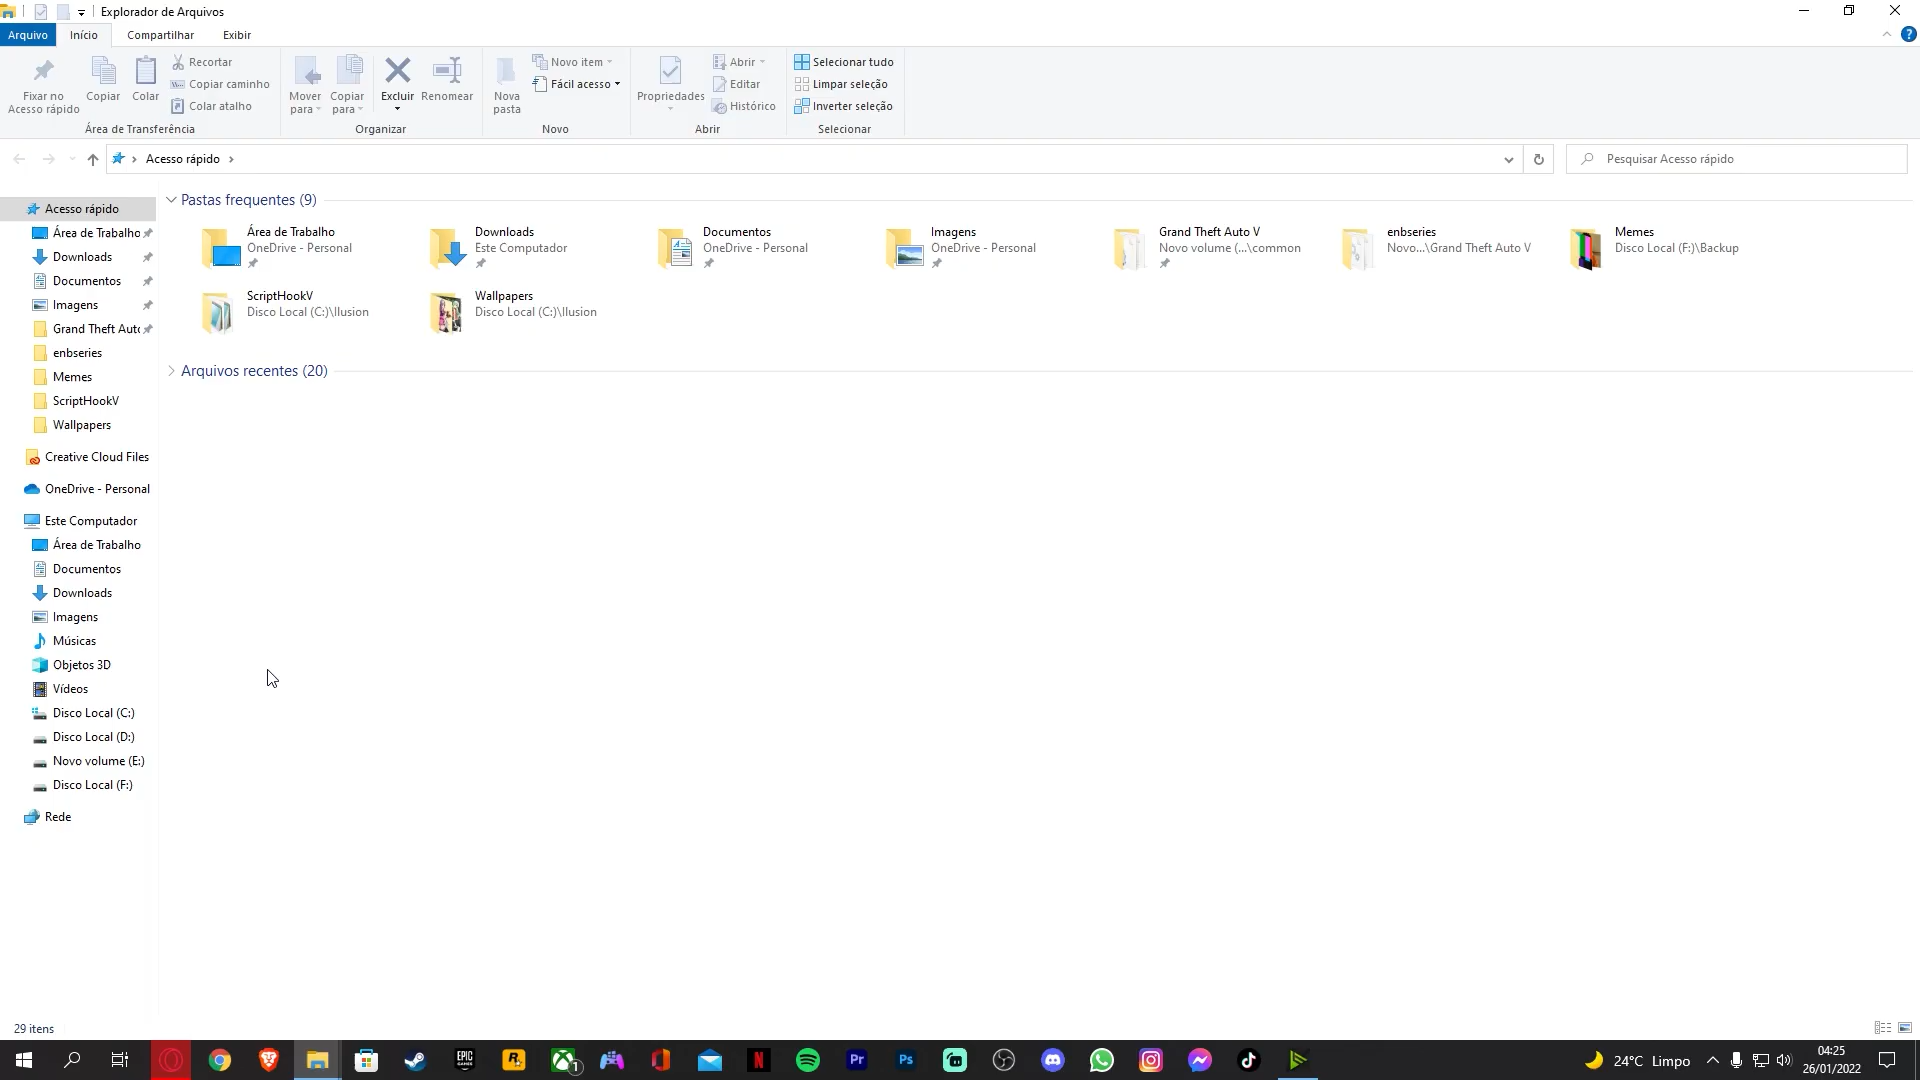 Explorador de Arquivos
Arquivo Início Compartilhar Exibir
Fixar no
Acesso rápido
Copiar
Colar
Recortar
Copiar caminho
Colar atalho
Área de Transferência
Mover
para
Copiar
para
Excluir
Renomear
Organizar
Nova
pasta
Novo item
Fácil acesso
Novo
Propriedades
Abrir
Editar
Histórico
Abrir
Selecionar tudo
Limpar seleção
Inverter seleção
Selecionar
Acesso rápido
Pesquisar Acesso rápido
Acesso rápido
Área de Trabalho
Downloads
Documentos
Imagens
Grand Theft Auto
enbseries
Memes
ScriptHookV
Wallpapers
Creative Cloud Files
OneDrive - Personal
Este Computador
Área de Trabalho
Documentos
Downloads
Imagens
Músicas
Objetos 3D
Vídeos
Disco Local (C:)
Disco Local (D:)
Novo volume (E:)
Disco Local (F:)
Rede
Pastas frequentes (9)
Área de Trabalho
OneDrive - Personal
Downloads
Este Computador
Documentos
OneDrive - Personal
Imagens
OneDrive - Personal
Grand Theft Auto V
Novo volume (...\common
enbseries
Novo...\Grand Theft Auto V
Memes
Disco Local (F:)\Backup
ScriptHookV
Disco Local (C:)\Ilusion
Wallpapers
Disco Local (C:)\Ilusion
Arquivos recentes (20)
29 itens
EPIC
GAMES
R
1
N
Pr
Ps
24°C Limpo
04:25
26/01/2022